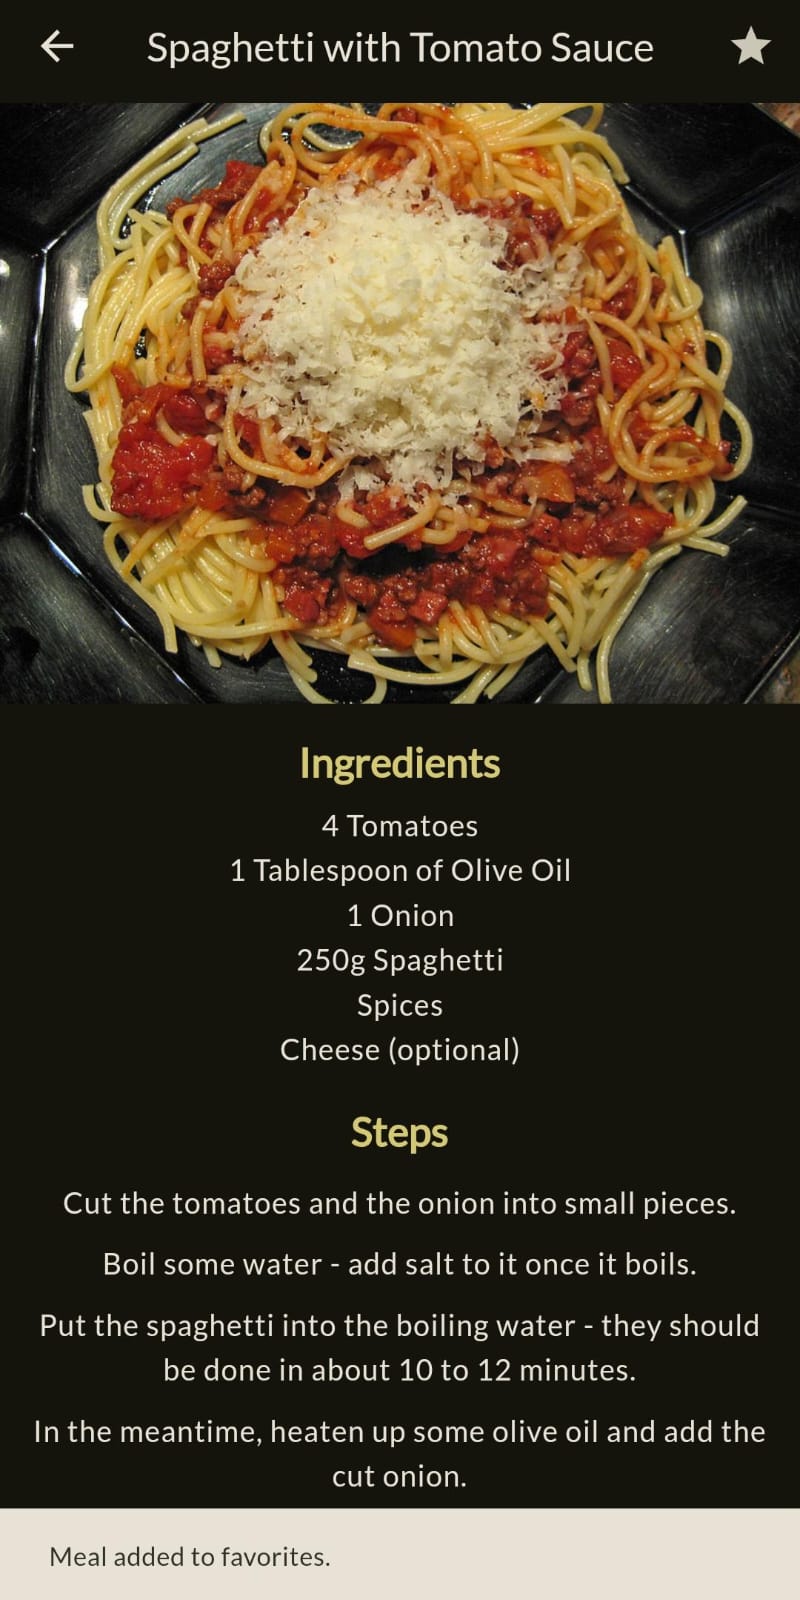 Spaghetti with Tomato Sauce
Ingredients
4 Tomatoes
1 Tablespoon of Olive Oil
1 Onion
250g Spaghetti
Spices
Cheese (optional)
Steps
Cut the tomatoes and the onion into small pieces.
Boil some water - add salt to it once it boils.
Put the spaghetti into the boiling water - they should
be done in about 10 to 12 minutes.
In the meantime, heaten up some olive oil and add the
cut onion.
Meal added to favorites.